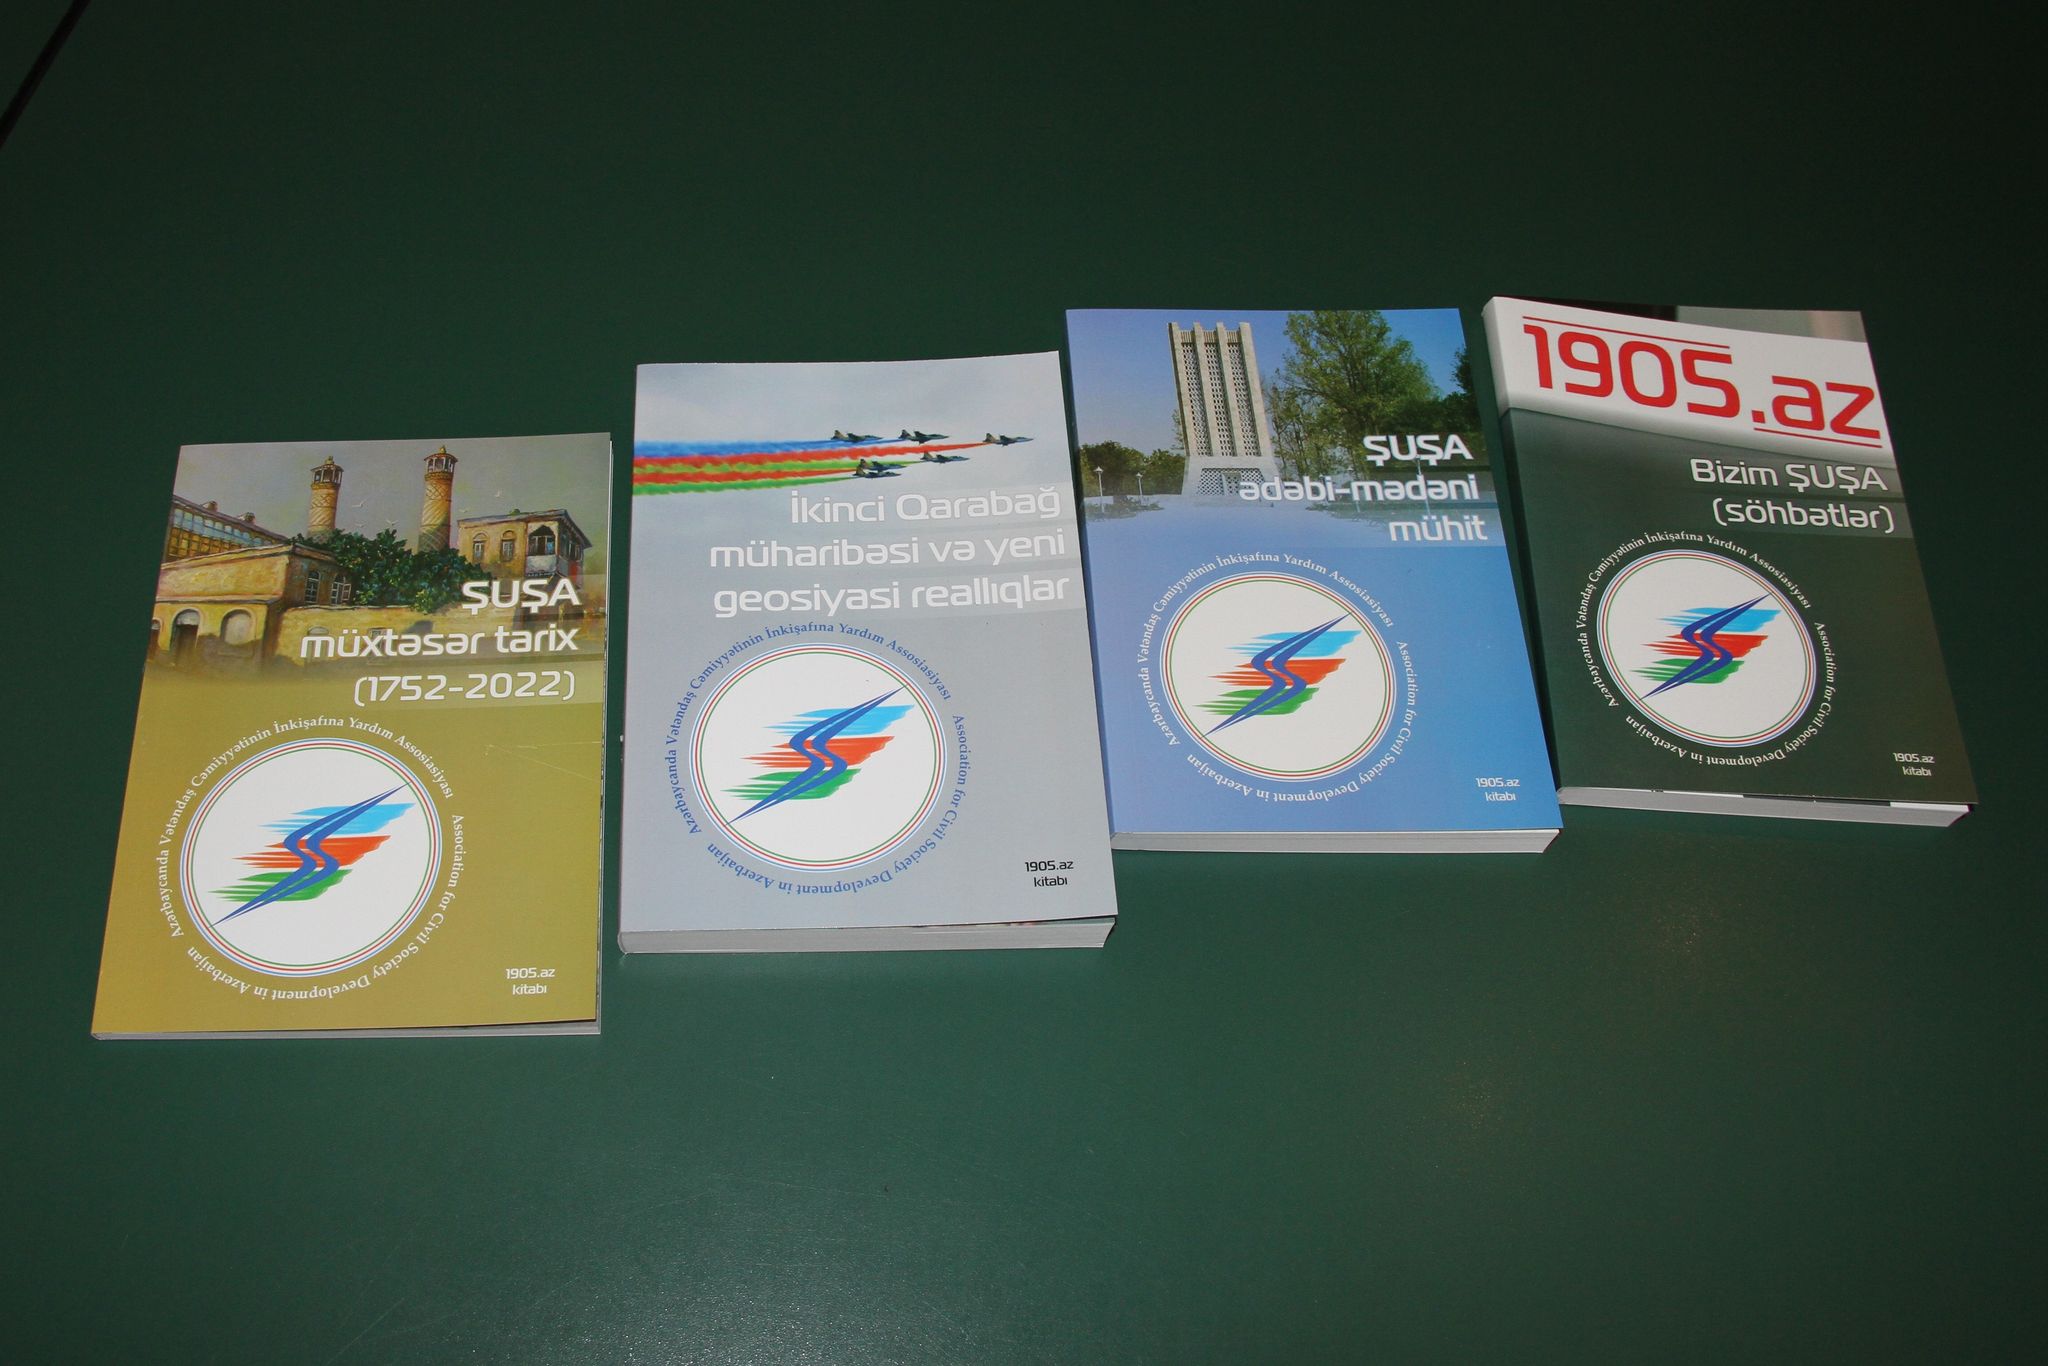 ŞUŞA
müxtəsər tarix
(1752-2022)
Azərbaycanda Vətəndaş Cəmiyyətinin İnkişafına Yardım Assosiasiyası
Association for Civil Society Development in Azerbaijan
1905.az
kitabı
İkinci Qarabağ
müharibəsi və yeni
geosiyasi reallıqlar
Azərbaycanda Vətəndaş Cəmiyyətinin İnkişafına Yardım Assosiasiyası
Association for Civil Society Development in Azerbaijan
1905.az
kitabı
ŞUŞA
ədəbi-mədəni
mühit
Azərbaycanda Vətəndaş Cəmiyyətinin İnkişafına Yardım Assosiasiyası
Association for Civil Society Development in Azerbaijan
1905.az
kitabı
1905.az
Bizim ŞUŞA
(söhbətlər)
Azərbaycanda Vətəndaş Cəmiyyətinin İnkişafına Yardım Assosiasiyası
Association for Civil Society Development in Azerbaijan
1905.az
kitabı